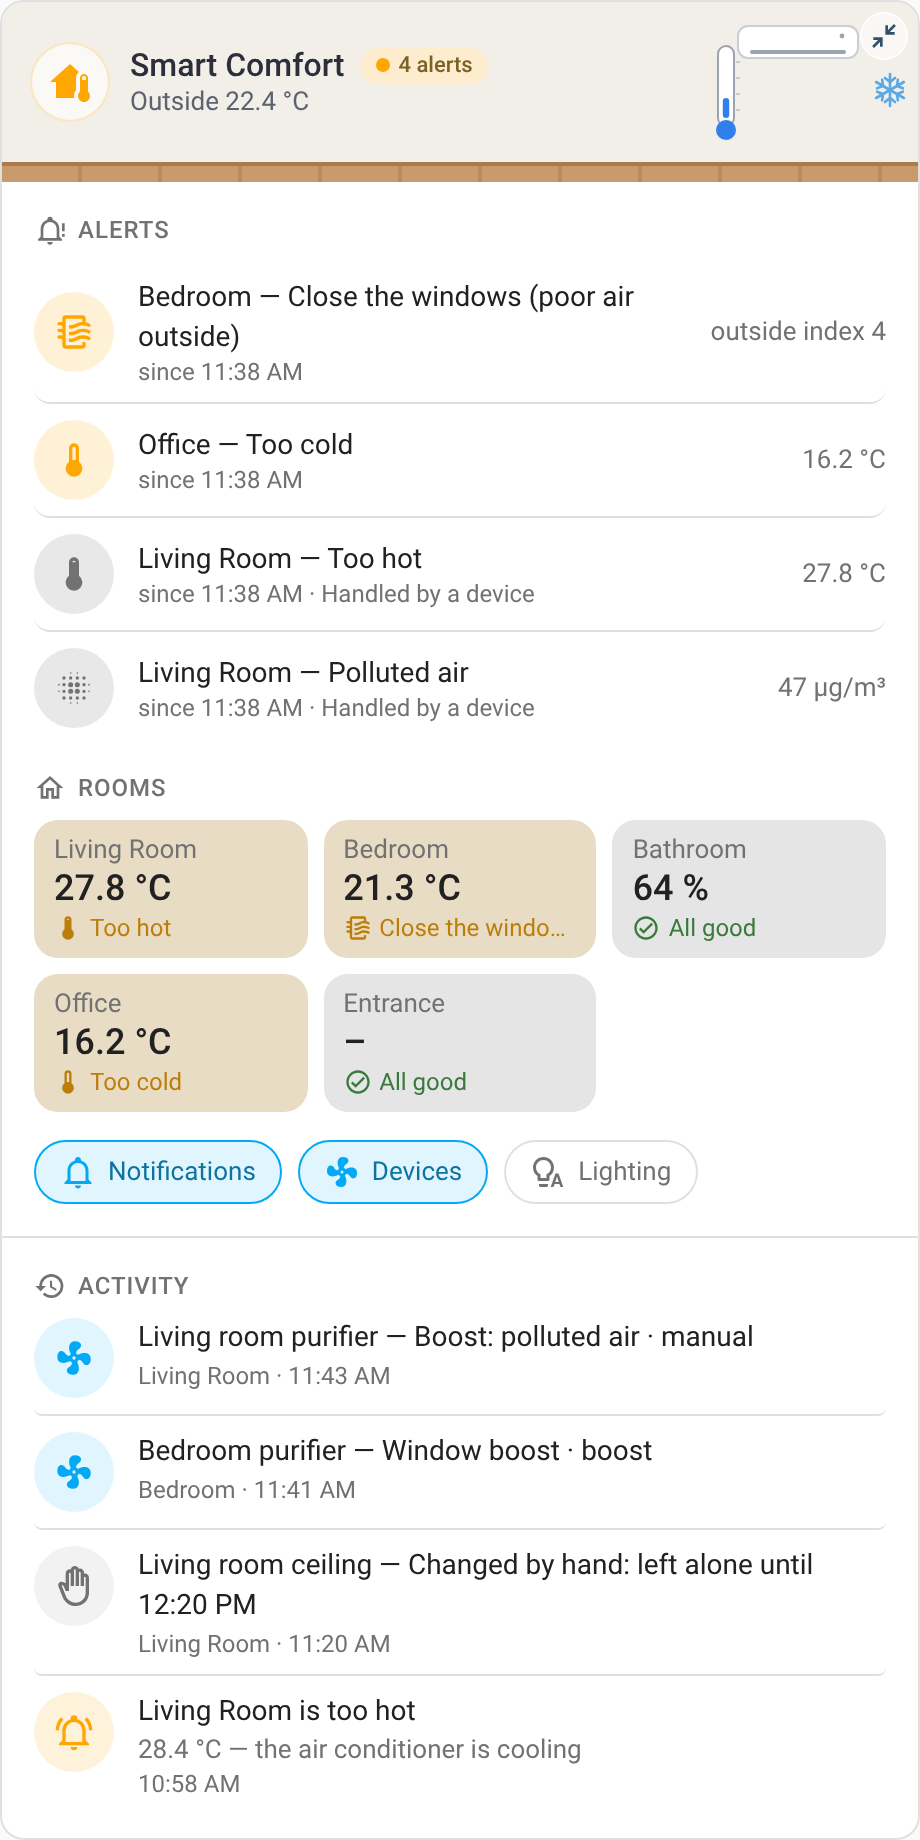 Smart Comfort
4 alerts
Outside 22.4 °C
ALERTS
Bedroom — Close the windows (poor air
outside)
since 11:38 AM
outside index 4
Office — Too cold
since 11:38 AM
16.2 °C
Living Room — Too hot
since 11:38 AM · Handled by a device
27.8 °C
Living Room — Polluted air
since 11:38 AM · Handled by a device
47 µg/m³
ROOMS
Living Room
27.8 °C
Too hot
Bedroom
21.3 °C
Close the windo...
Bathroom
64 %
All good
Office
16.2 °C
Too cold
Entrance
–
All good
Notifications
Devices
Lighting
ACTIVITY
Living room purifier — Boost: polluted air · manual
Living Room · 11:43 AM
Bedroom purifier — Window boost · boost
Bedroom · 11:41 AM
Living room ceiling — Changed by hand: left alone until
12:20 PM
Living Room · 11:20 AM
Living Room is too hot
28.4 °C — the air conditioner is cooling
10:58 AM